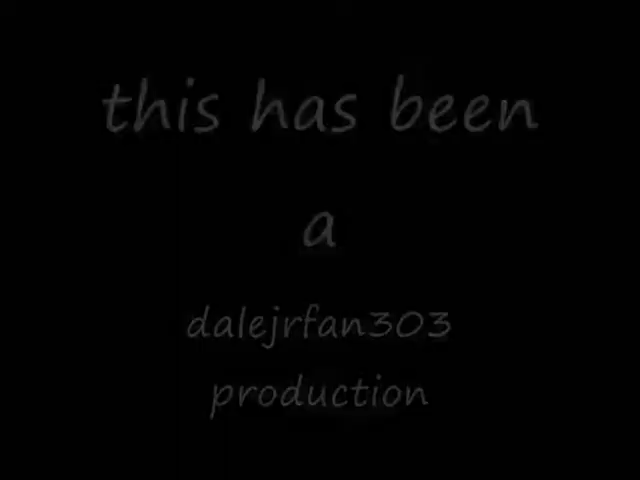 this has been
a
dalejrfan303
production